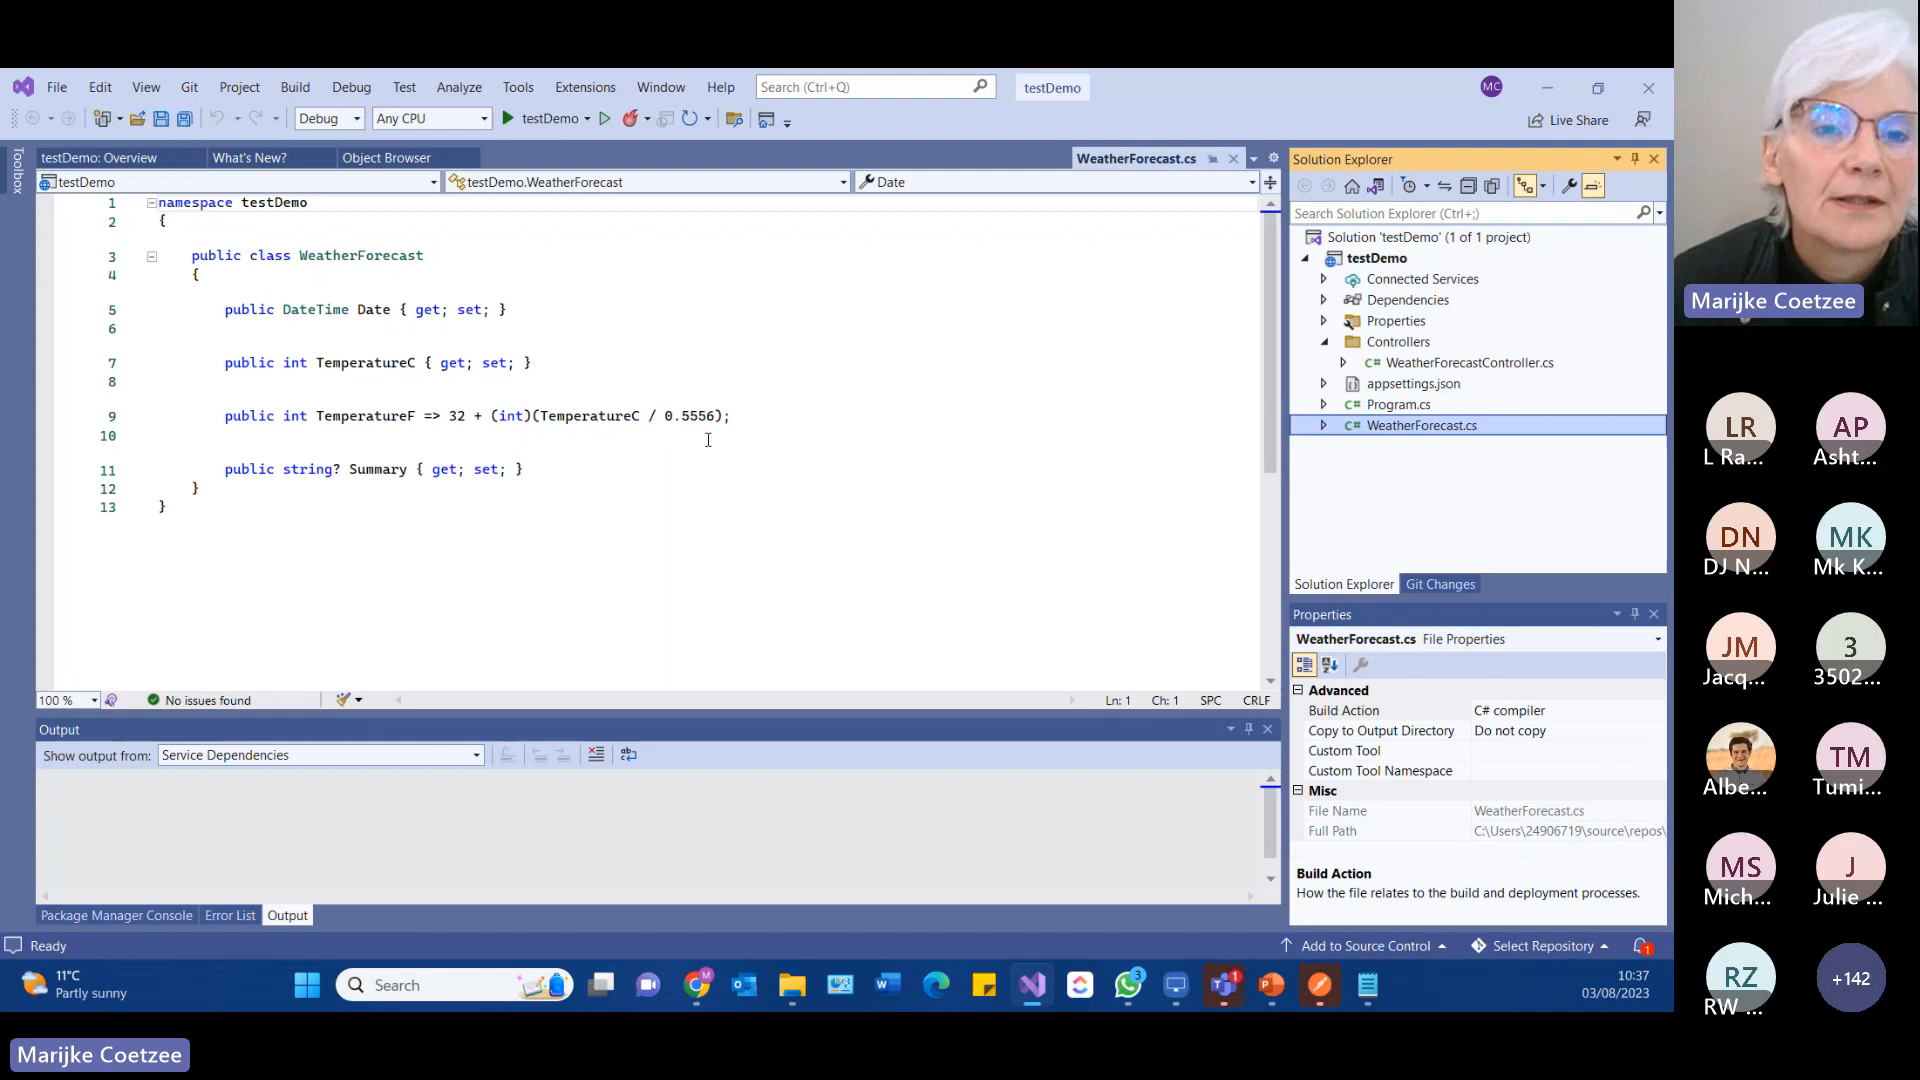 File Edit View Git Project Build Debug Test Analyze Tools Extensions Window Help Search (Ctrl+Q) testDemo MC
Debug Any CPU testDemo Live Share
Toolbox
testDemo: Overview What's New? Object Browser WeatherForecast.cs
testDemo testDemo.WeatherForecast Date
1 namespace testDemo
2 {
3 public class WeatherForecast
4 {
5 public DateTime Date { get; set; }
6
7 public int TemperatureC { get; set; }
8
9 public int TemperatureF => 32 + (int)(TemperatureC / 0.5556);
10
11 public string? Summary { get; set; }
12 }
13 }
100 % No issues found Ln: 1 Ch: 1 SPC CRLF
Output
Show output from: Service Dependencies
Package Manager Console Error List Output
Solution Explorer
Search Solution Explorer (Ctrl+;)
Solution 'testDemo' (1 of 1 project)
testDemo
Connected Services
Dependencies
Properties
Controllers
C# WeatherForecastController.cs
appsettings.json
C# Program.cs
C# WeatherForecast.cs
Solution Explorer Git Changes
Properties
WeatherForecast.cs File Properties
Advanced
Build Action C# compiler
Copy to Output Directory Do not copy
Custom Tool
Custom Tool Namespace
Misc
File Name WeatherForecast.cs
Full Path C:\Users\24906719\source\repos\
Build Action
How the file relates to the build and deployment processes.
Ready Add to Source Control Select Repository 1
11°C
Partly sunny
Search
M
3
1
10:37
03/08/2023
Marijke Coetzee
LR AP
L Ra... Asht...
DN MK
DJ N... Mk K...
JM 3
Jacq... 3502...
TM
Albe... Tumi...
MS J
Mich... Julie ...
RZ +142
RW ...
Marijke Coetzee